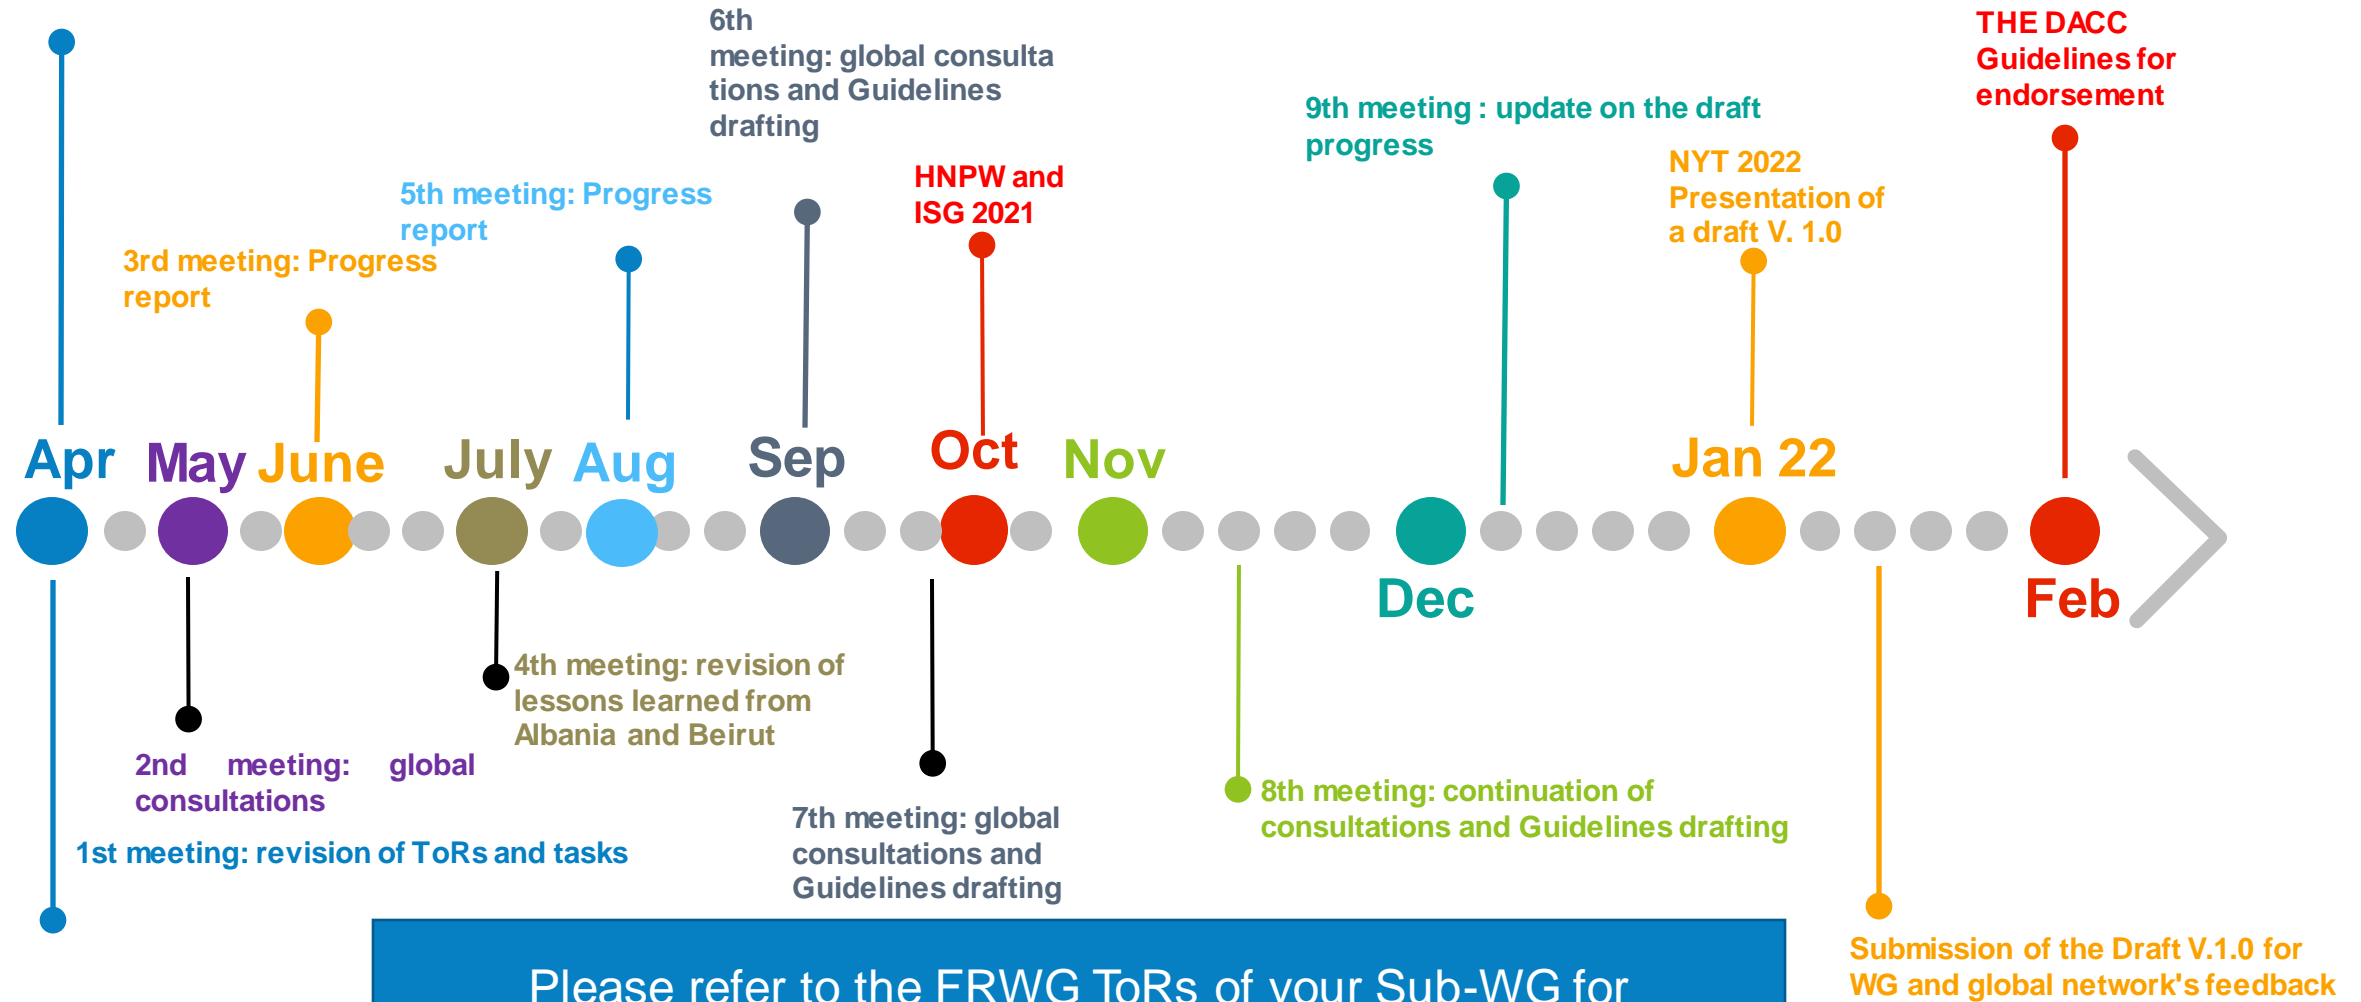 6th
meeting: global consulta
tions and Guidelines
drafting
THE DACC
Guidelines for
endorsement
9th meeting : update on the draft
progress
NYT 2022
Presentation of
a draft V. 1.0
HNPW and
ISG 2021
5th meeting: Progress
report
3rd meeting: Progress
report
Apr
May
June
July
Aug
Sep
Oct
Nov
Dec
Jan 22
Feb
4th meeting: revision of
lessons learned from
Albania and Beirut
2nd meeting: global
consultations
1st meeting: revision of ToRs and tasks
7th meeting: global
consultations and
Guidelines drafting
8th meeting: continuation of
consultations and Guidelines drafting
Submission of the Draft V.1.0 for
WG and global network's feedback
Please refer to the FRWG ToRs of your Sub-WG for